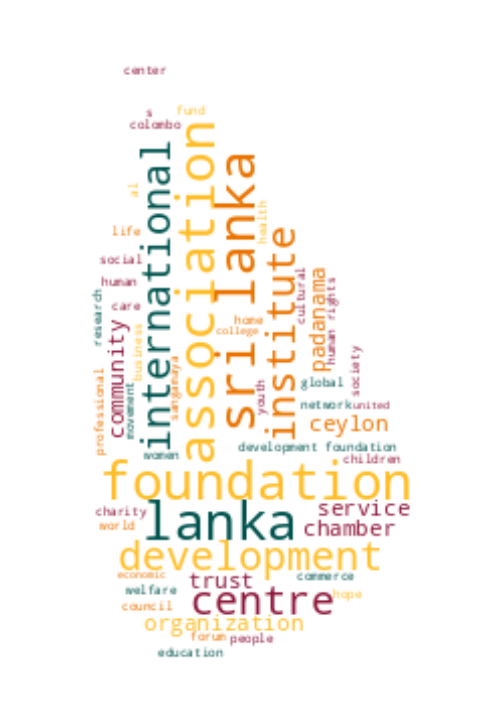 center
s
fund
colombo
association
international
sri lanka
al
health
life
institute
social
cultural
padanama
human
human rights
research
care
home
college
community
business
sangamaya
professional
movement
youth
society
global
network
united
ceylon
women
development foundation
children
foundation
charity
lanka
service
world
chamber
development
economic
trust
commerce
welfare
centre
hope
council
organization
forum
people
education